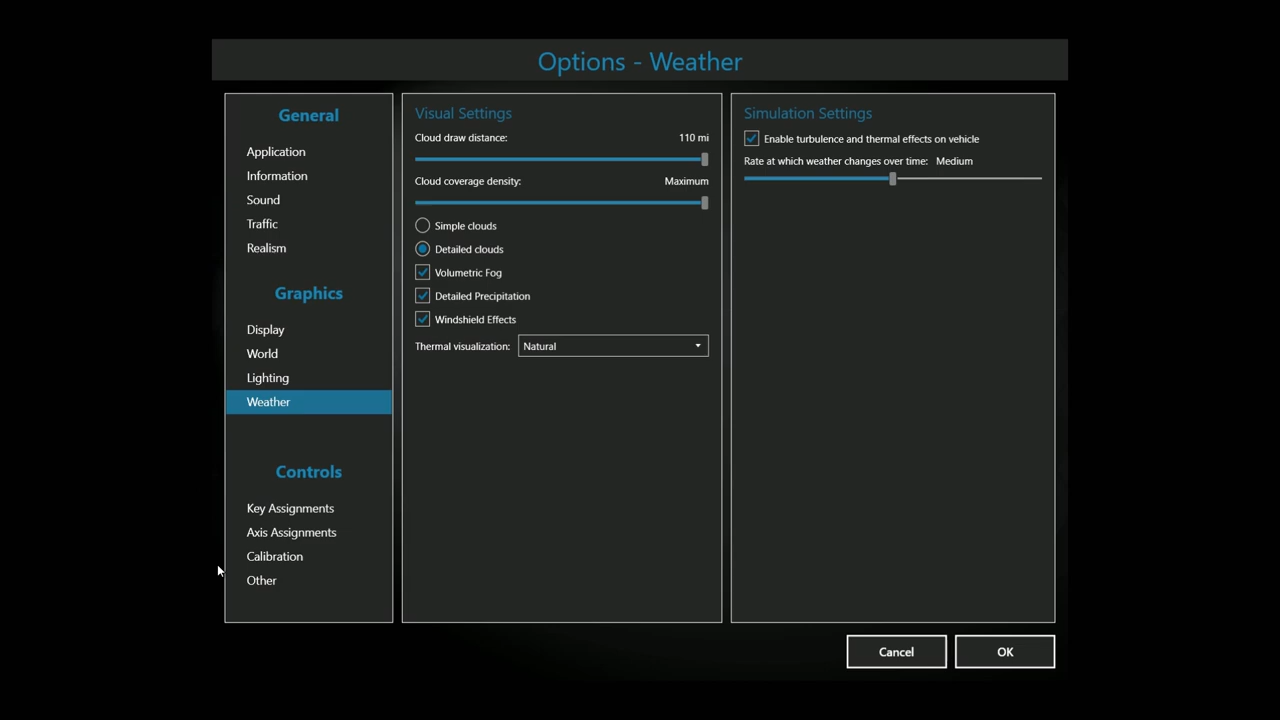 Options - Weather
General
Application
Information
Sound
Traffic
Realism
Graphics
Display
World
Lighting
Weather
Controls
Key Assignments
Axis Assignments
Calibration
Other
Visual Settings
Cloud draw distance: 110 mi
Cloud coverage density: Maximum
Simple clouds
Detailed clouds
Volumetric Fog
Detailed Precipitation
Windshield Effects
Thermal visualization: Natural
Simulation Settings
Enable turbulence and thermal effects on vehicle
Rate at which weather changes over time: Medium
Cancel OK